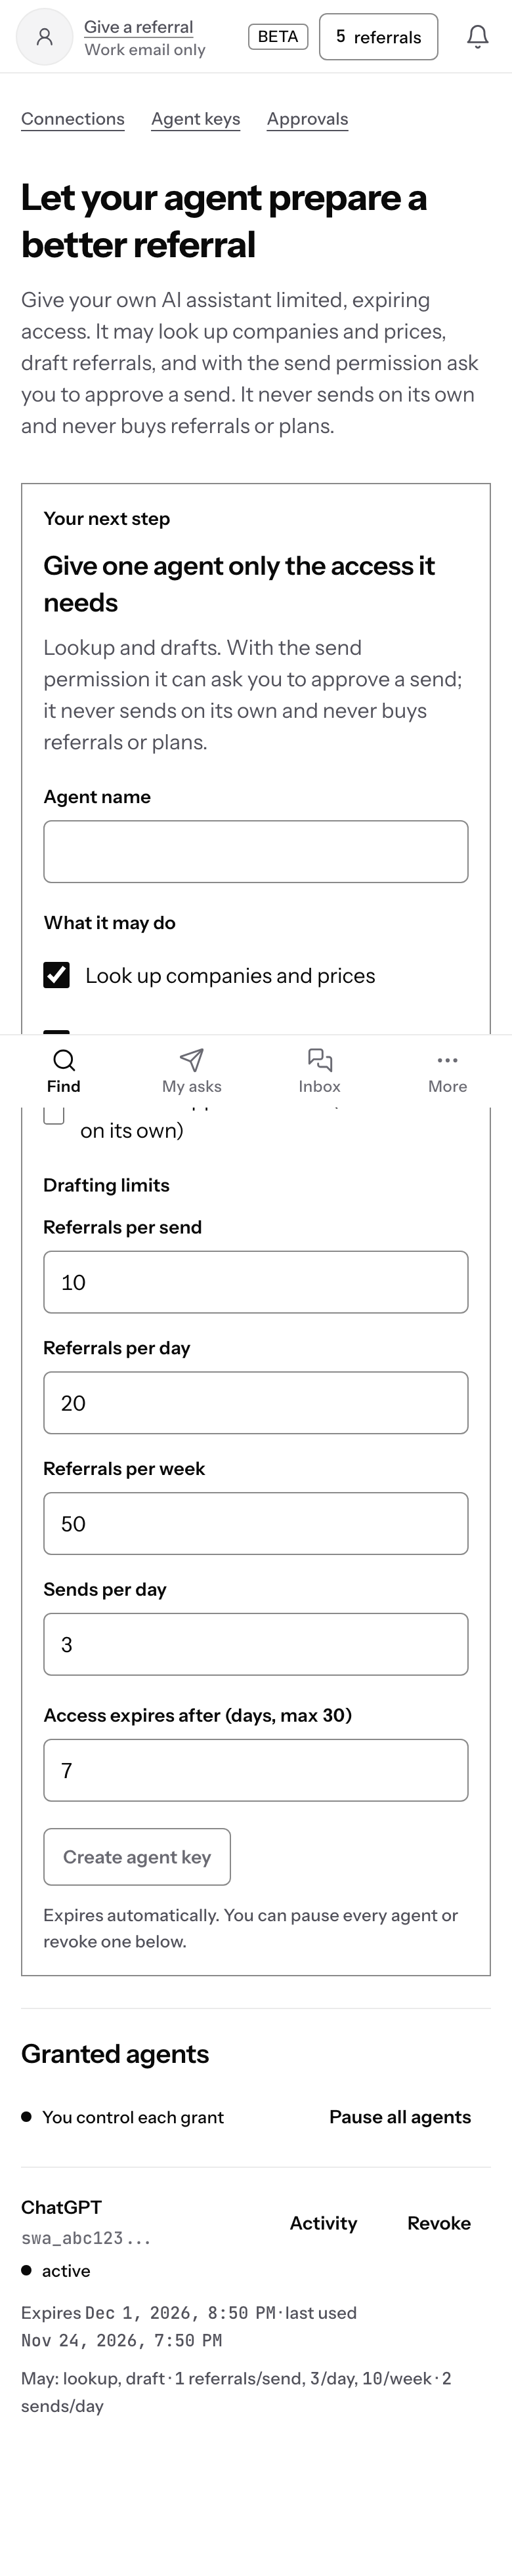 Give a referral
Work email only
BETA
5 referrals
Connections
Agent keys
Approvals
Let your agent prepare a
better referral
Give your own AI assistant limited, expiring
access. It may look up companies and prices,
draft referrals, and with the send permission ask
you to approve a send. It never sends on its own
and never buys referrals or plans.
Your next step
Give one agent only the access it
needs
Lookup and drafts. With the send
permission it can ask you to approve a send;
it never sends on its own and never buys
referrals or plans.
Agent name
What it may do
Look up companies and prices
Find
My asks
Inbox
More
on its own)
Drafting limits
Referrals per send
10
Referrals per day
20
Referrals per week
50
Sends per day
3
Access expires after (days, max 30)
7
Create agent key
Expires automatically. You can pause every agent or
revoke one below.
Granted agents
You control each grant
Pause all agents
ChatGPT
swa_abc123...
active
Activity
Revoke
Expires Dec 1, 2026, 8:50 PM·last used
Nov 24, 2026, 7:50 PM
May: lookup, draft·1 referrals/send, 3/day, 10/week·2
sends/day